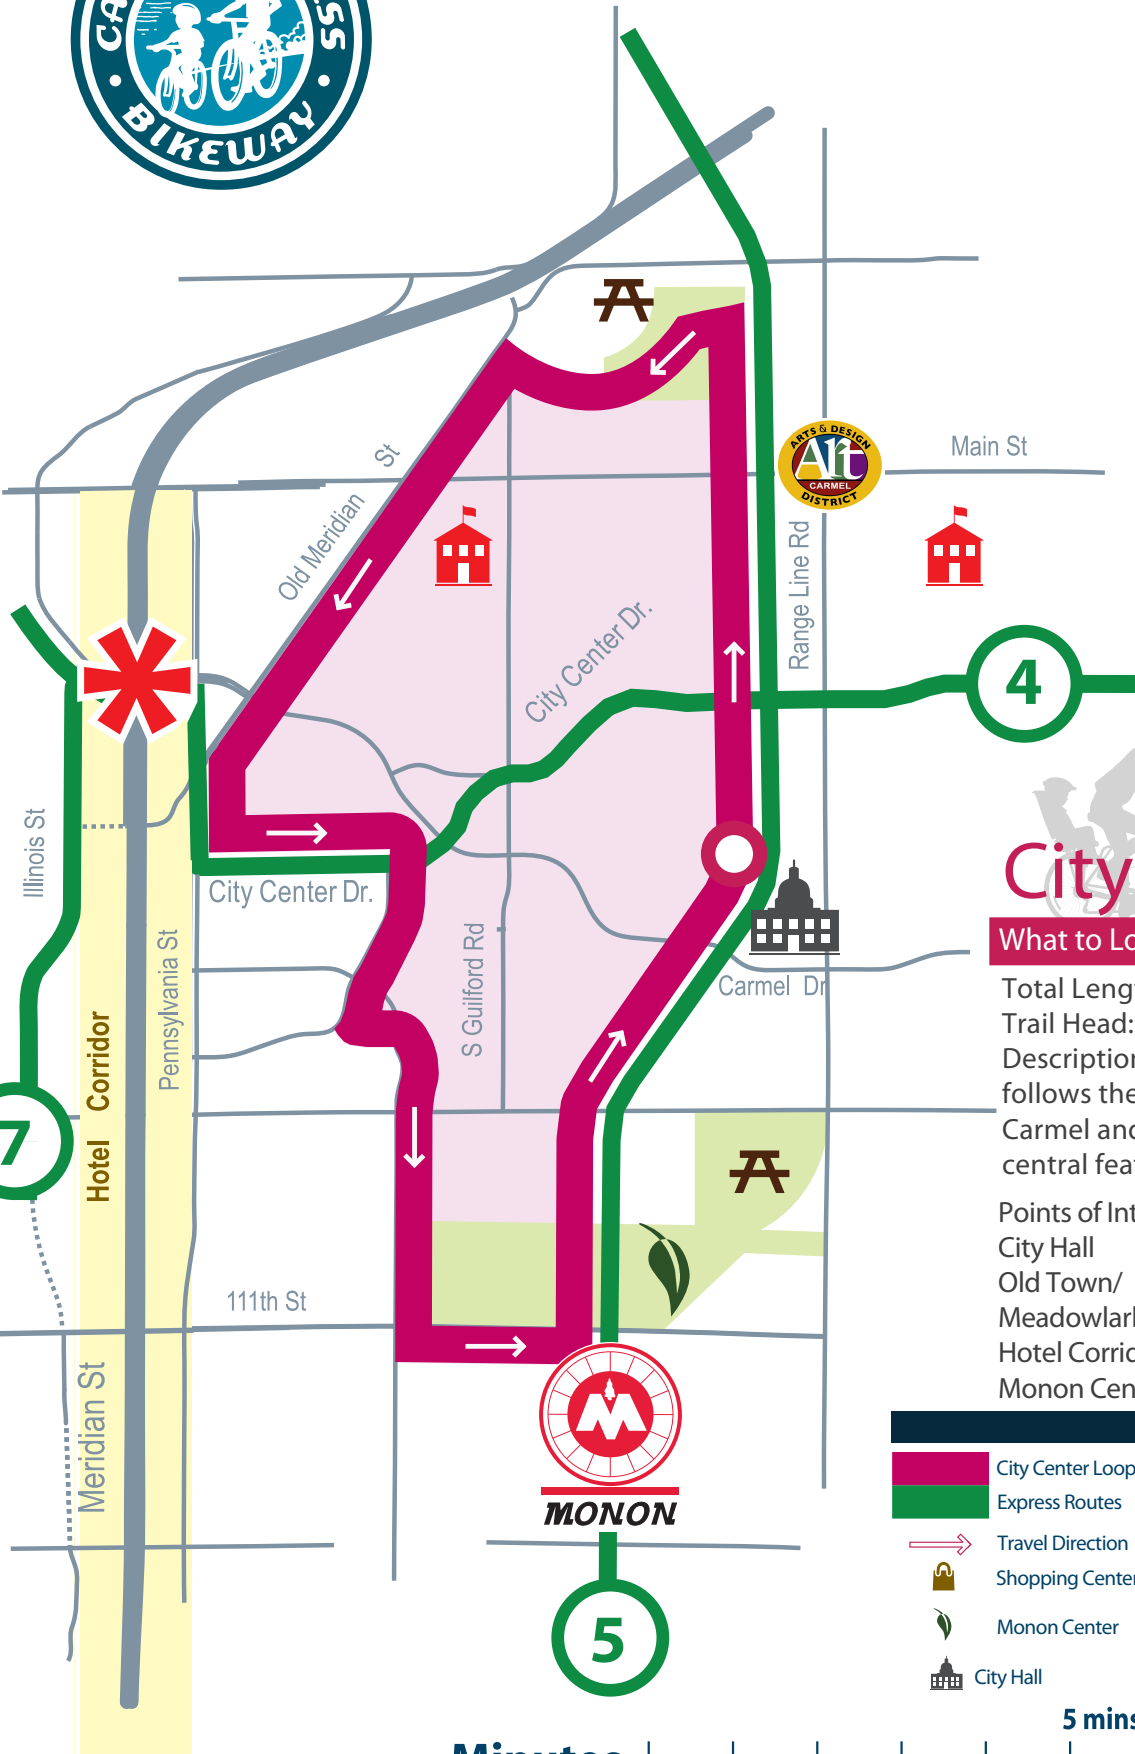 BIKEWAY
Main St
ARTS & DESIGN
Art
CARMEL
DISTRICT
St
Old Meridian
Range Line Rd
City Center Dr.
4
Illinois St
City Center Dr.
City
What to Lo
Pennsylvania St
S Guilford Rd
Carmel Dr
Total Leng
Trail Head:
Description
follows the
Carmel and
central fea
Hotel Corridor
7
Points of Int
City Hall
Old Town/
Meadowlar
Hotel Corrid
Monon Cen
111th St
Meridian St
M
MONON
City Center Loop
Express Routes
Travel Direction
Shopping Center
Monon Center
City Hall
5
5 mins
Minutes